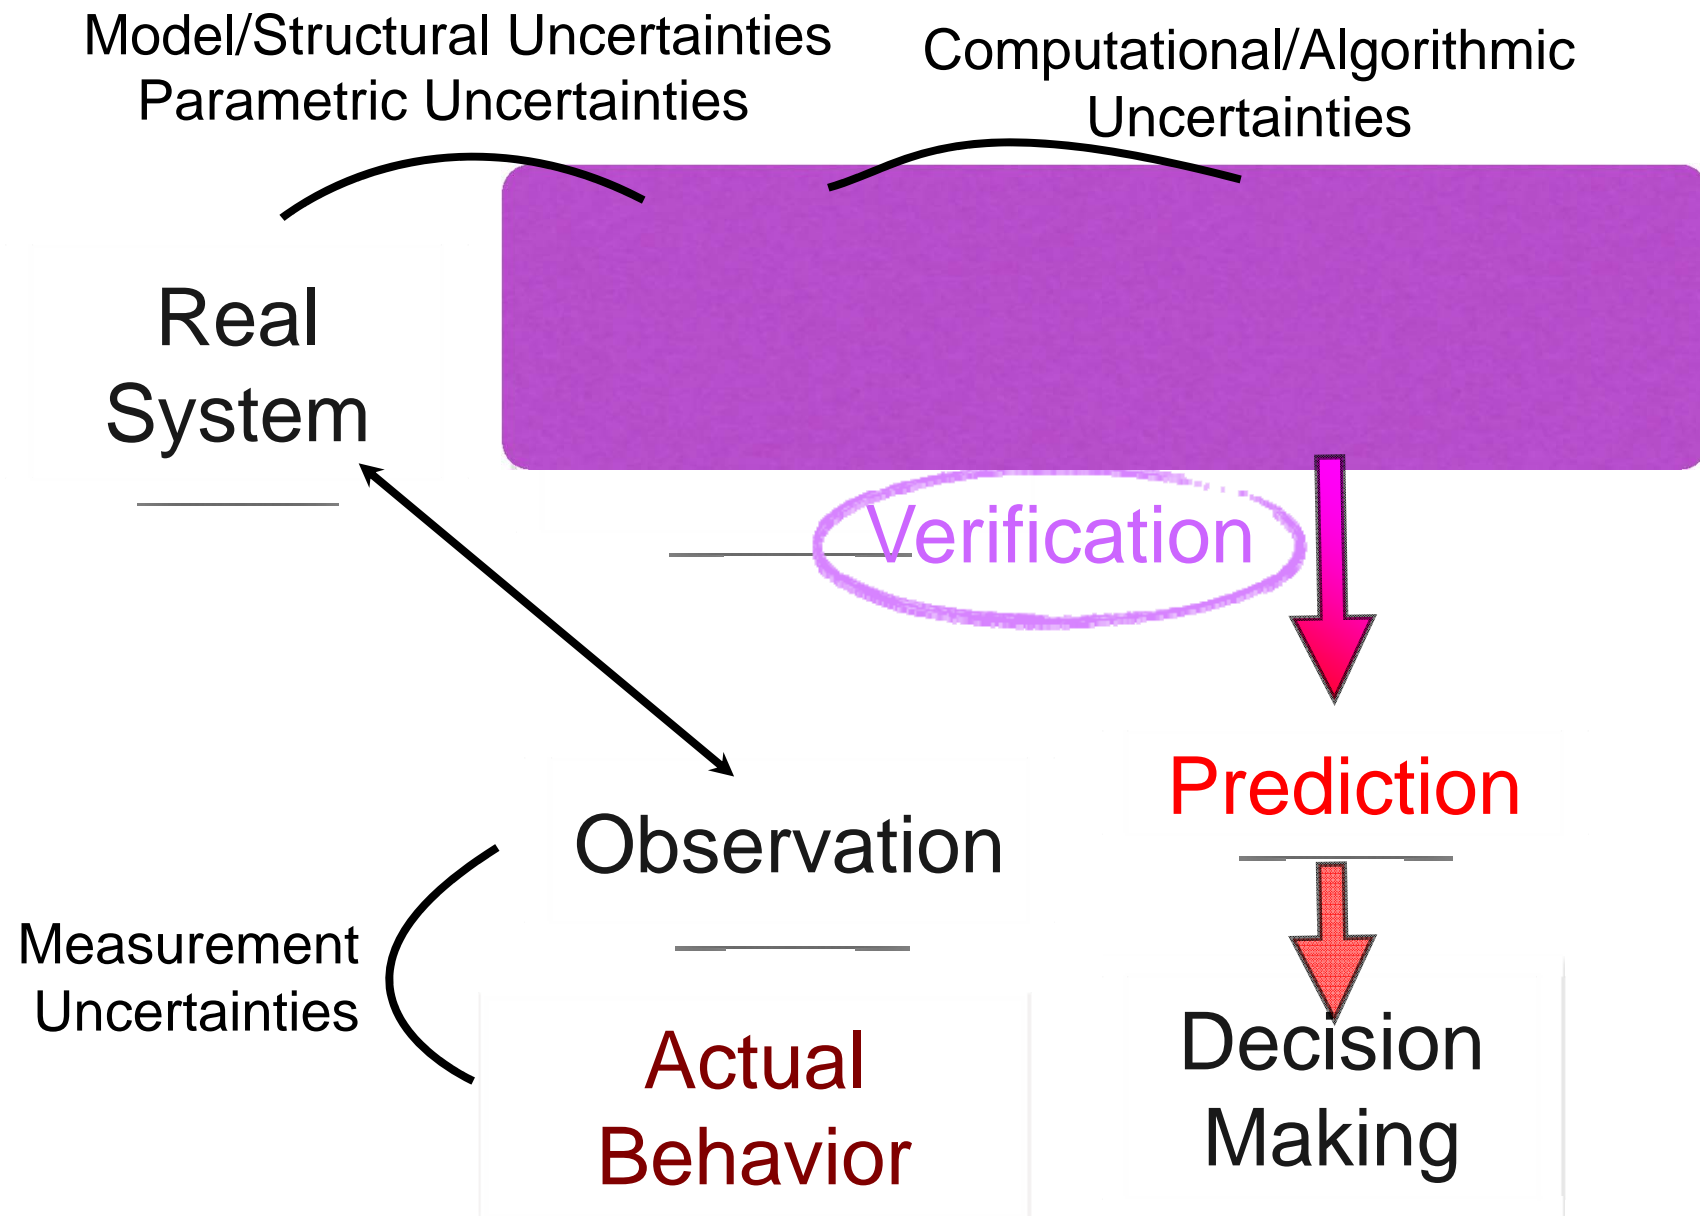 Model/Structural Uncertainties
Parametric Uncertainties
Computational/Algorithmic
Uncertainties
Real
System
Verification
Prediction
Observation
Measurement
Uncertainties
Actual
Behavior
Decision
Making